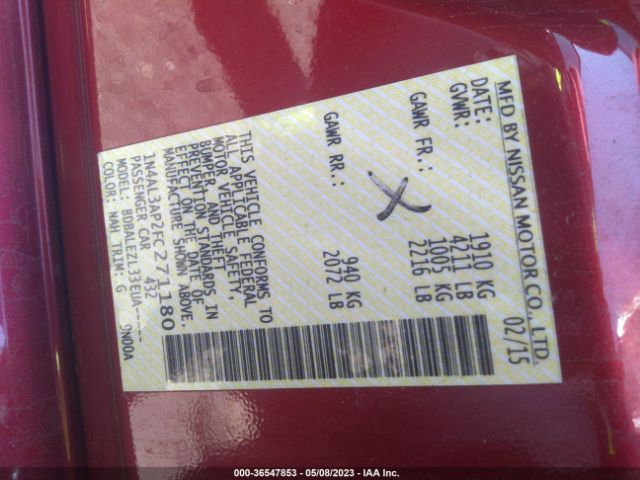 MFD BY NISSAN MOTOR CO., LTD.
DATE: 02/15
GVWR: 1910 KG
4211 LB
GAWR FR.: 1005 KG
2216 LB
GAWR RR.: 940 KG
2072 LB
THIS VEHICLE CONFORMS TO
ALL APPLICABLE FEDERAL
MOTOR VEHICLE SAFETY,
BUMPER, AND THEFT
PREVENTION STANDARDS IN
EFFECT ON THE DATE OF
MANUFACTURE SHOWN ABOVE.
1N4AL3AP2FC271180
PASSENGER CAR 432
MODEL: BDBALEZL33EUA-----
COLOR: NAH TRIM: G 9N00A
000-36547853 - 05/08/2023 - IAA Inc.